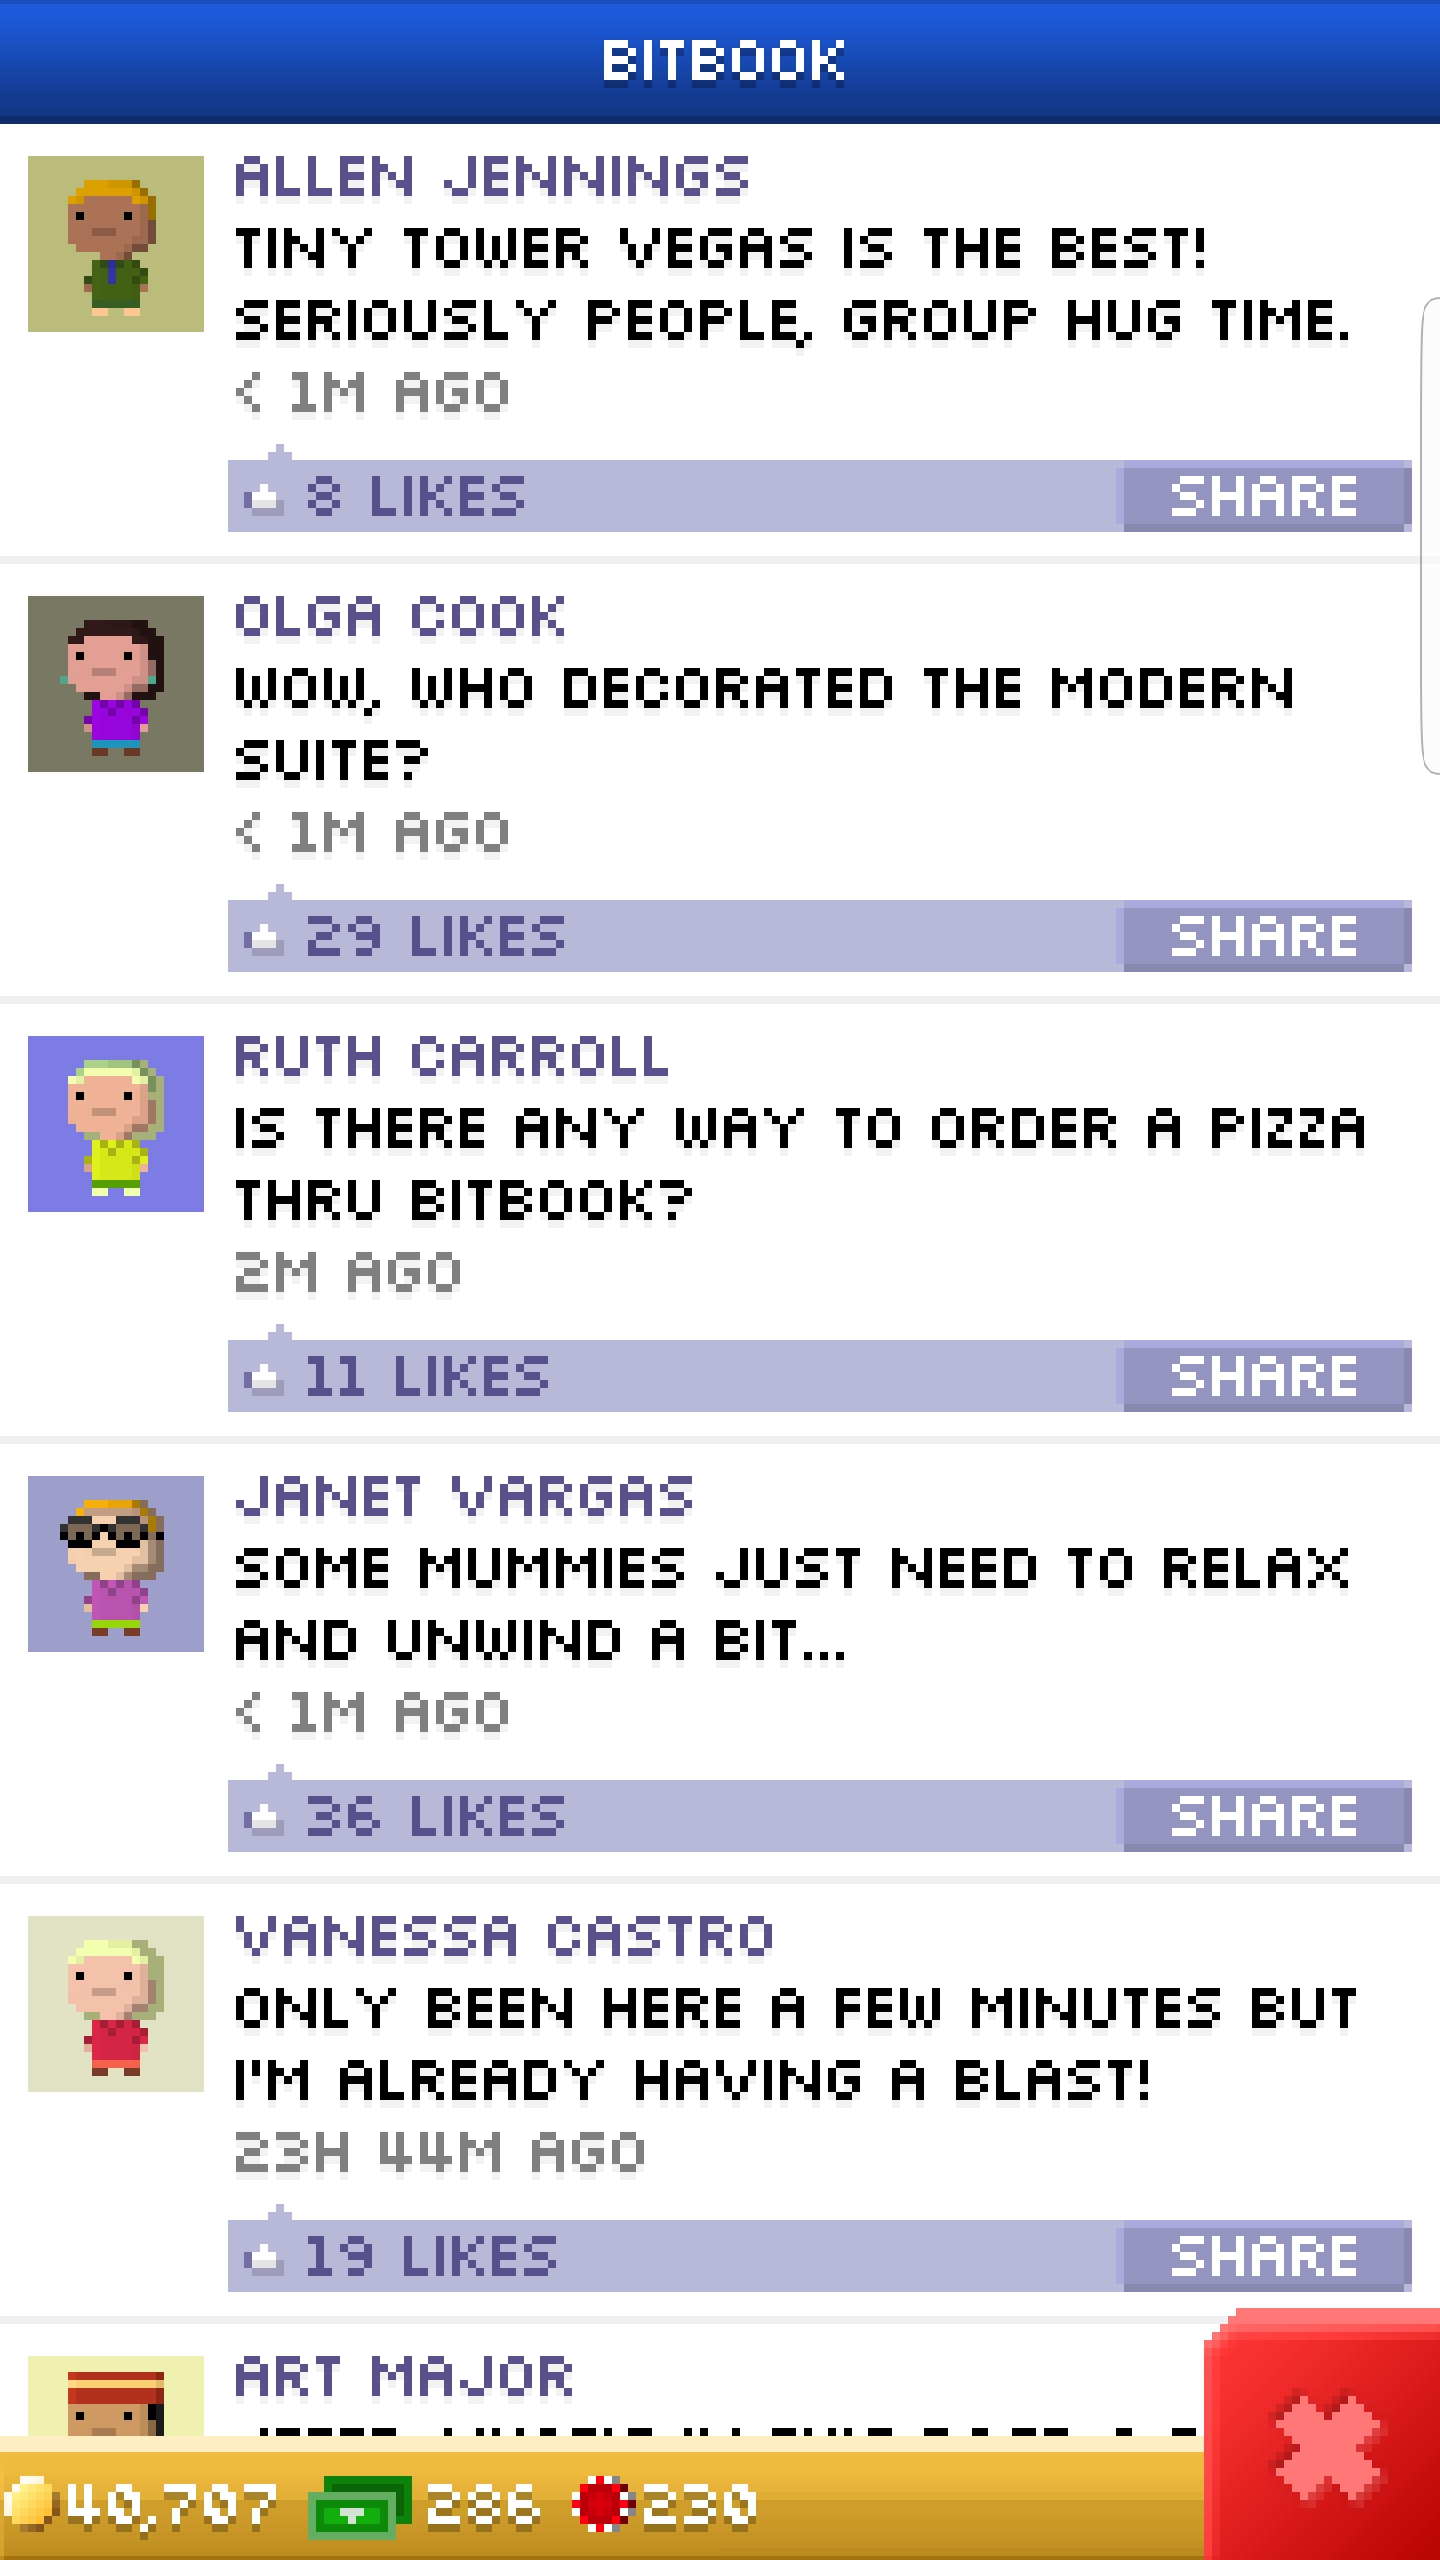 BITBOOK
ALLEN JENNINGS
TINY TOWER VEGAS IS THE BEST!
SERIOUSLY PEOPLE, GROUP HUG TIME.
< 1M AGO
8 LIKES SHARE
OLGA COOK
WOW, WHO DECORATED THE MODERN
SUITE?
< 1M AGO
29 LIKES SHARE
RUTH CARROLL
IS THERE ANY WAY TO ORDER A PIZZA
THRU BITBOOK?
2M AGO
11 LIKES SHARE
JANET VARGAS
SOME MUMMIES JUST NEED TO RELAX
AND UNWIND A BIT...
< 1M AGO
36 LIKES SHARE
VANESSA CASTRO
ONLY BEEN HERE A FEW MINUTES BUT
I'M ALREADY HAVING A BLAST!
23H 44M AGO
19 LIKES SHARE
ART MAJOR
40,707 286 230